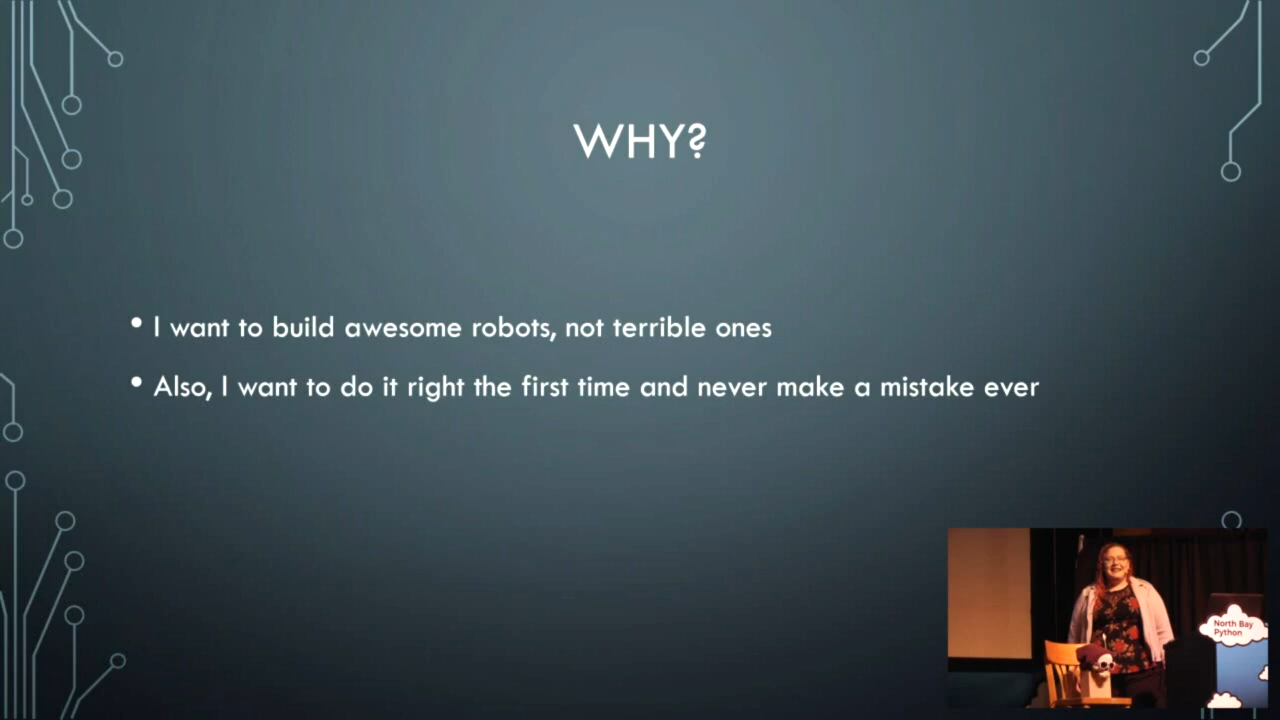 WHY?
• I want to build awesome robots, not terrible ones
• Also, I want to do it right the first time and never make a mistake ever
North Bay
Python